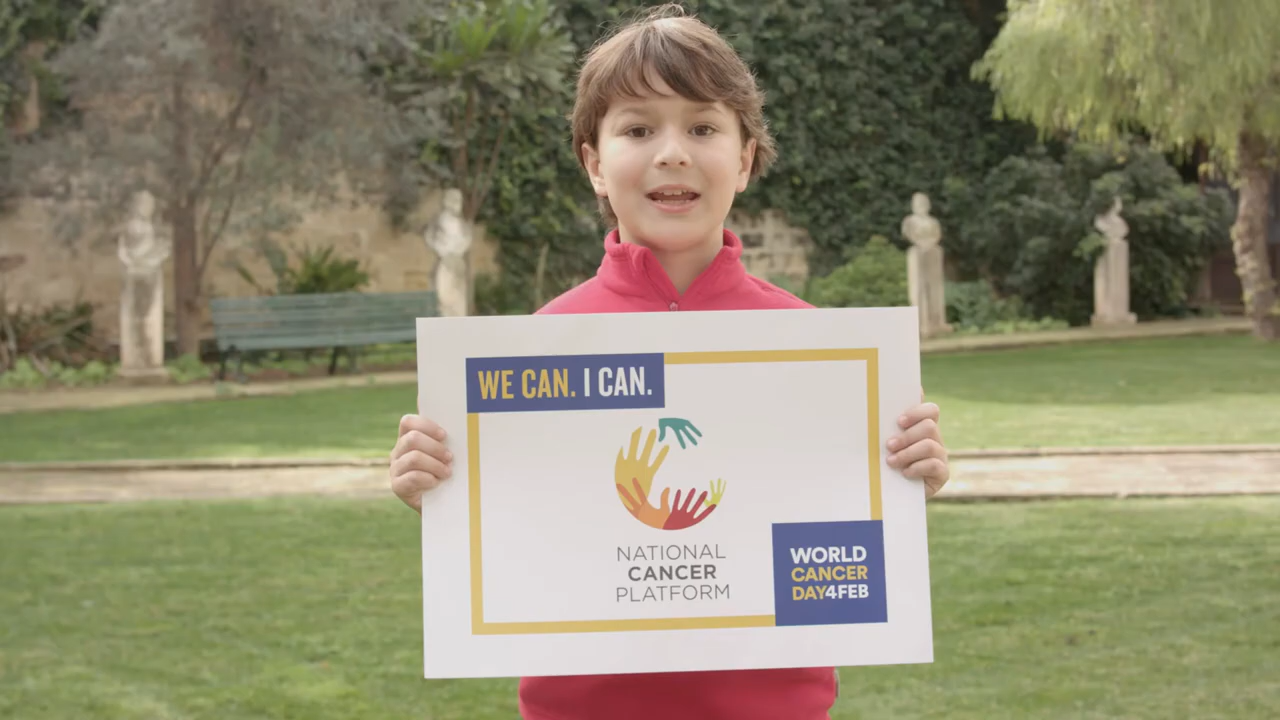 WE CAN. I CAN.
NATIONAL
CANCER
PLATFORM
WORLD
CANCER
DAY4FEB